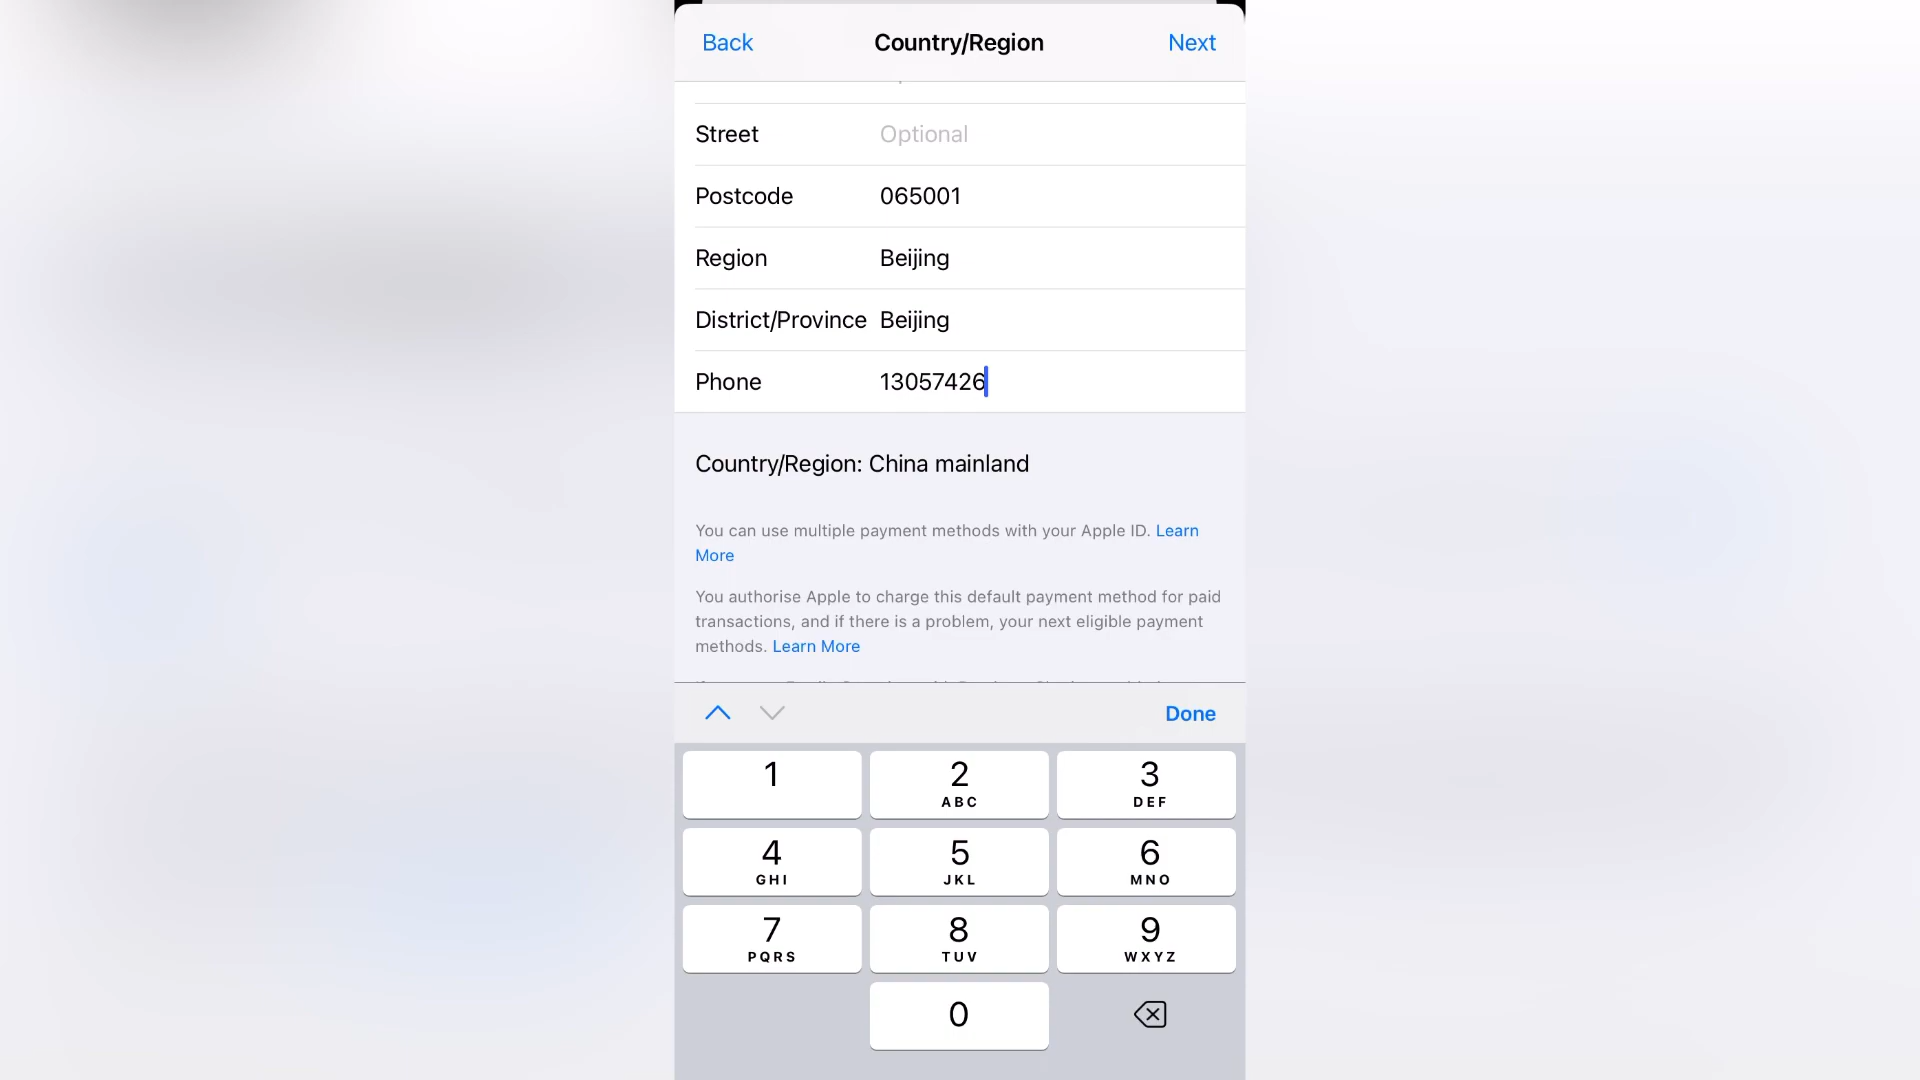 Back Country/Region Next
Street Optional
Postcode 065001
Region Beijing
District/Province Beijing
Phone 13057426
Country/Region: China mainland
You can use multiple payment methods with your Apple ID. Learn
More
You authorise Apple to charge this default payment method for paid
transactions, and if there is a problem, your next eligible payment
methods. Learn More
Done
1 2 3
ABC DEF
4 5 6
GHI JKL MNO
7 8 9
PQRS TUV WXYZ
0